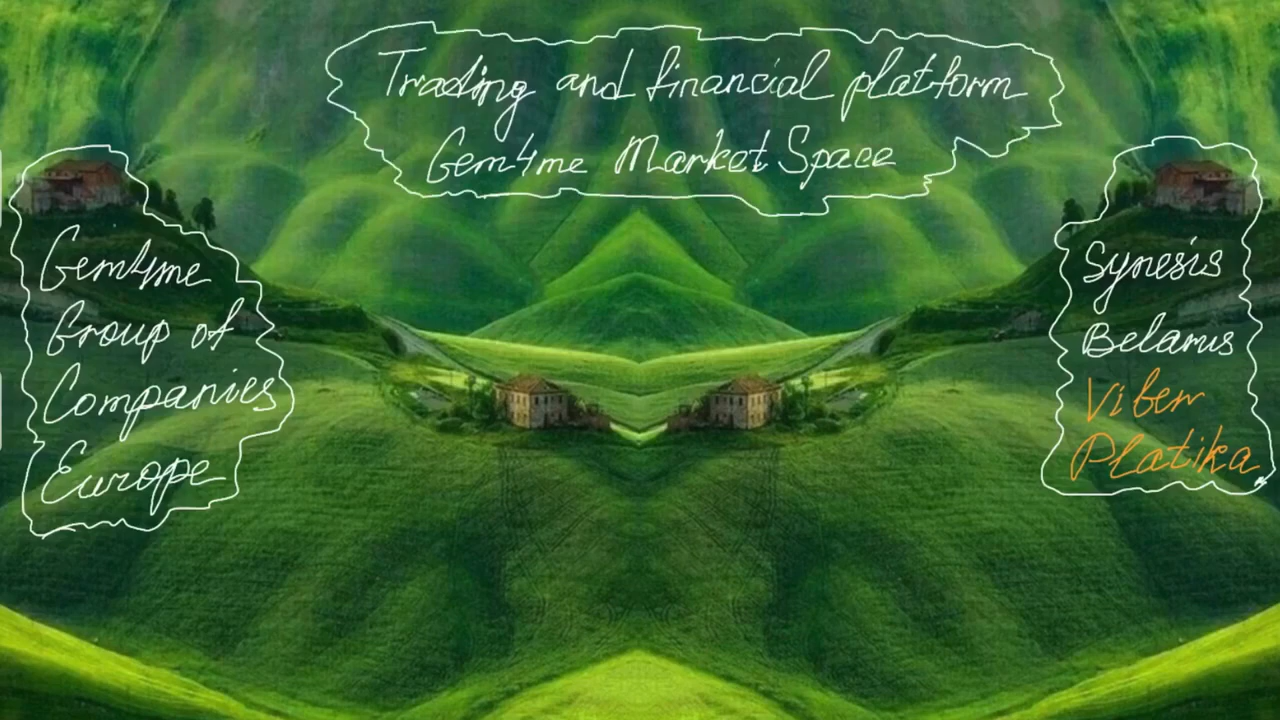 Trading and financial platform
Gem4me Market Space
Gem4me
Group of
Companies
Europe
Synesis
Belarus
Viber
Platika